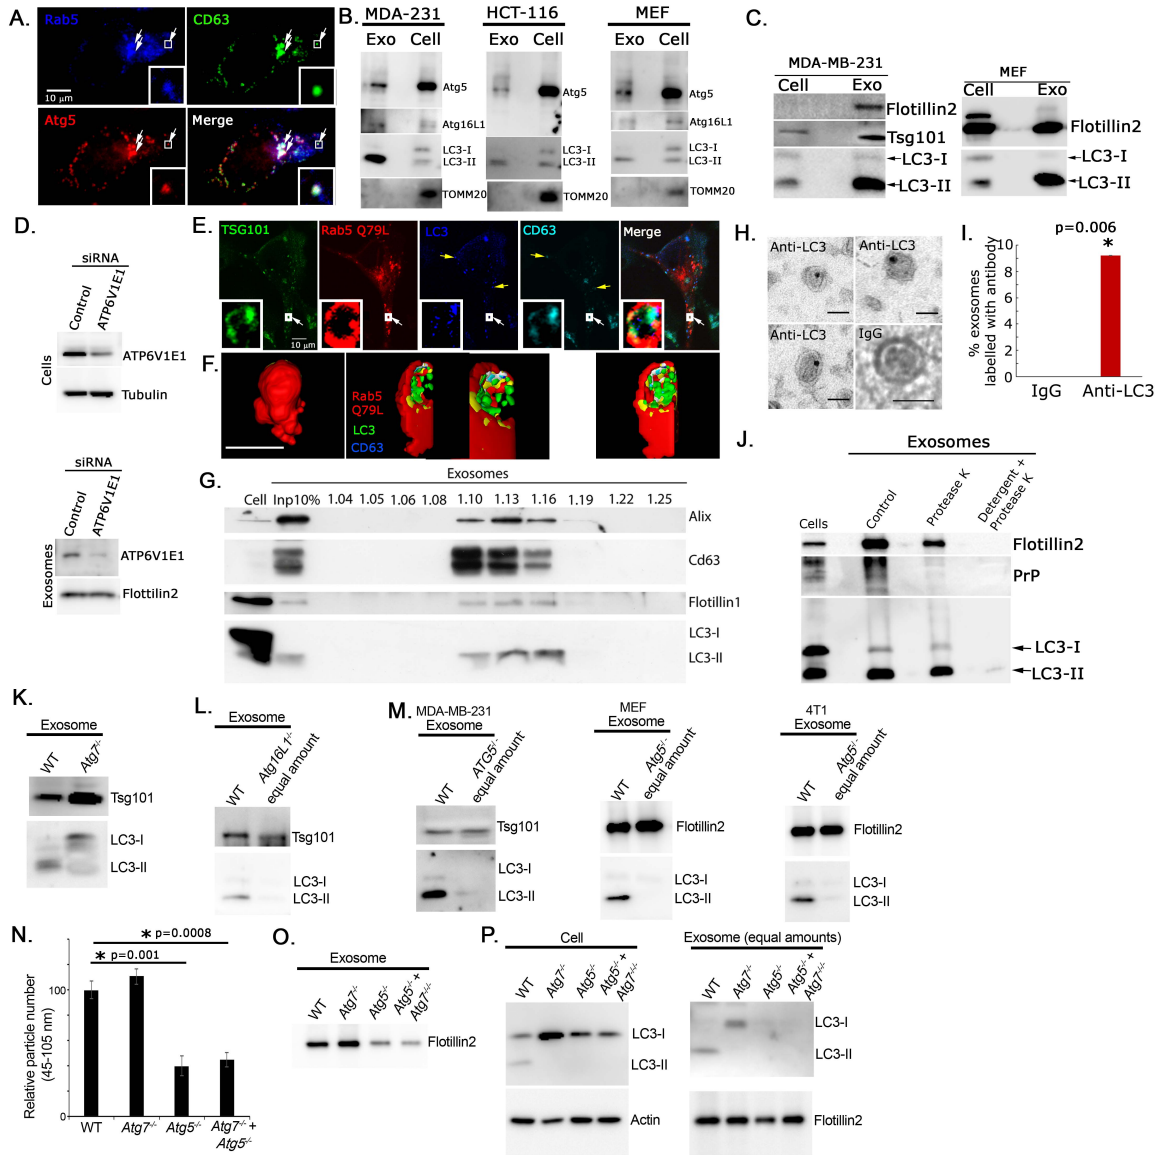 A.
Rab5
CD63
10 μm
Atg5
Merge
B.
MDA-231
HCT-116
MEF
Exo Cell
Exo Cell
Exo Cell
Atg5
Atg5
Atg5
Atg16L1
Atg16L1
LC3-I
LC3-II
LC3-I
LC3-II
LC3-I
LC3-II
TOMM20
TOMM20
TOMM20
C.
MDA-MB-231
MEF
Cell Exo
Cell Exo
Flotillin2
Tsg101
LC3-I
LC3-II
Flotillin2
LC3-I
LC3-II
D.
siRNA
Control
ATP6V1E1
Cells
ATP6V1E1
Tubulin
siRNA
Control
ATP6V1E1
Exosomes
ATP6V1E1
Flottilin2
E.
TSG101
Rab5 Q79L
LC3
CD63
Merge
10 μm
F.
Rab5
Q79L
LC3
CD63
G.
Exosomes
Cell Inp10% 1.04 1.05 1.06 1.08 1.10 1.13 1.16 1.19 1.22 1.25
Alix
Cd63
Flotillin1
LC3-I
LC3-II
H.
Anti-LC3
Anti-LC3
Anti-LC3
IgG
I.
p=0.006
*
% exosomes
labelled with antibody
10
8
6
4
2
0
IgG Anti-LC3
J.
Exosomes
Cells
Control
Protease K
Detergent +
Protease K
Flotillin2
PrP
LC3-I
LC3-II
K.
Exosome
WT
Atg7-/-
Tsg101
LC3-I
LC3-II
L.
Exosome
WT
Atg16L1-/-
equal amount
Tsg101
LC3-I
LC3-II
M.
MDA-MB-231
Exosome
WT
ATG5-/-
equal amount
Tsg101
LC3-I
LC3-II
MEF
Exosome
WT
Atg5-/-
equal amount
Flotillin2
LC3-I
LC3-II
4T1
Exosome
WT
Atg5-/-
equal amount
Flotillin2
LC3-I
LC3-II
N.
* p=0.0008
* p=0.001
Relative particle number
(45-105 nm)
100
0
WT Atg7-/- Atg5-/- Atg7-/- +
Atg5-/-
O.
Exosome
WT
Atg7-/-
Atg5-/-
Atg5-/- +
Atg7-/-
Flotillin2
P.
Cell
WT
Atg7-/-
Atg5-/-
Atg5-/- +
Atg7-/-
LC3-I
LC3-II
Actin
Exosome (equal amounts)
WT
Atg7-/-
Atg5-/-
Atg5-/- +
Atg7-/-
LC3-I
LC3-II
Flotillin2